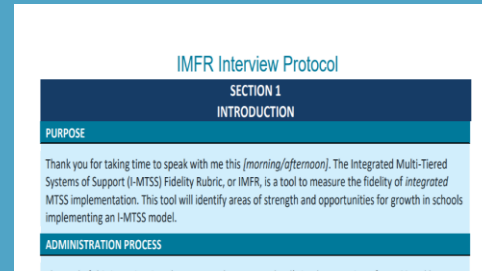 IMFR Interview Protocol
SECTION 1
INTRODUCTION
PURPOSE
Thank you for taking time to speak with me this [morning/afternoon]. The Integrated Multi-Tiered
Systems of Support (I-MTSS) Fidelity Rubric, or IMFR, is a tool to measure the fidelity of integrated
MTSS implementation. This tool will identify areas of strength and opportunities for growth in schools
implementing an I-MTSS model.
ADMINISTRATION PROCESS